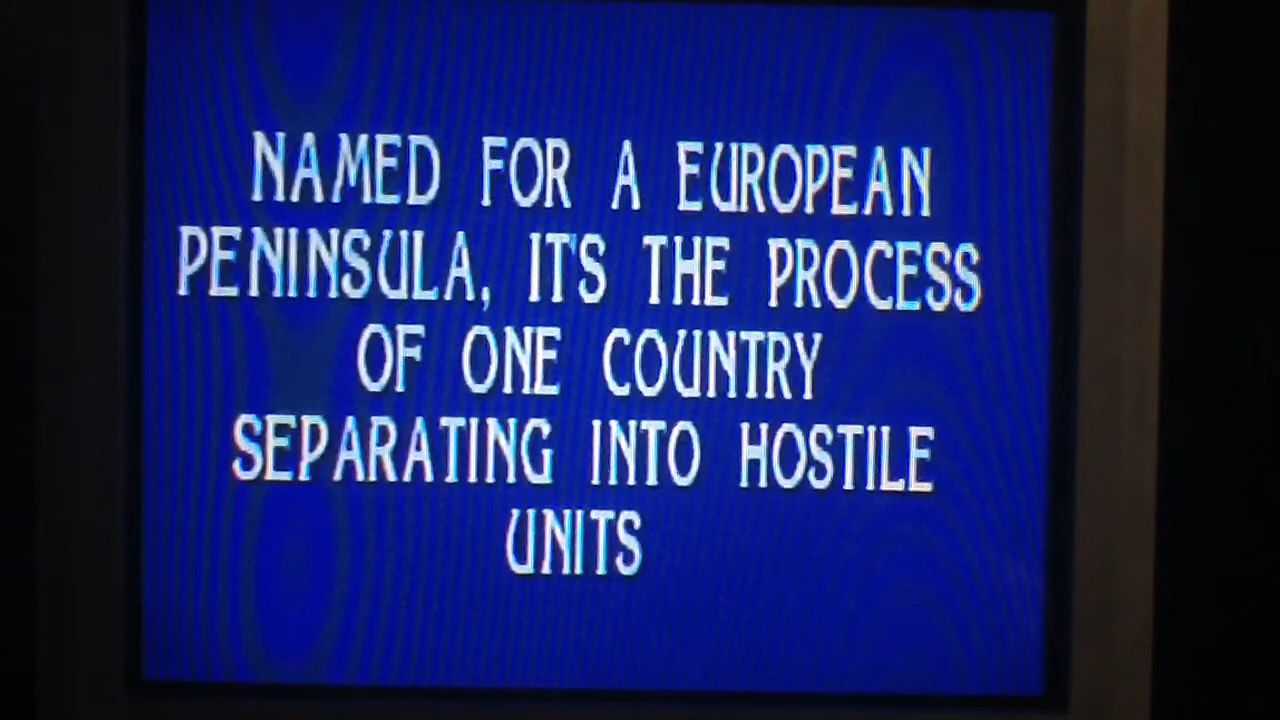 NAMED FOR A EUROPEAN
PENINSULA, IT'S THE PROCESS
OF ONE COUNTRY
SEPARATING INTO HOSTILE
UNITS